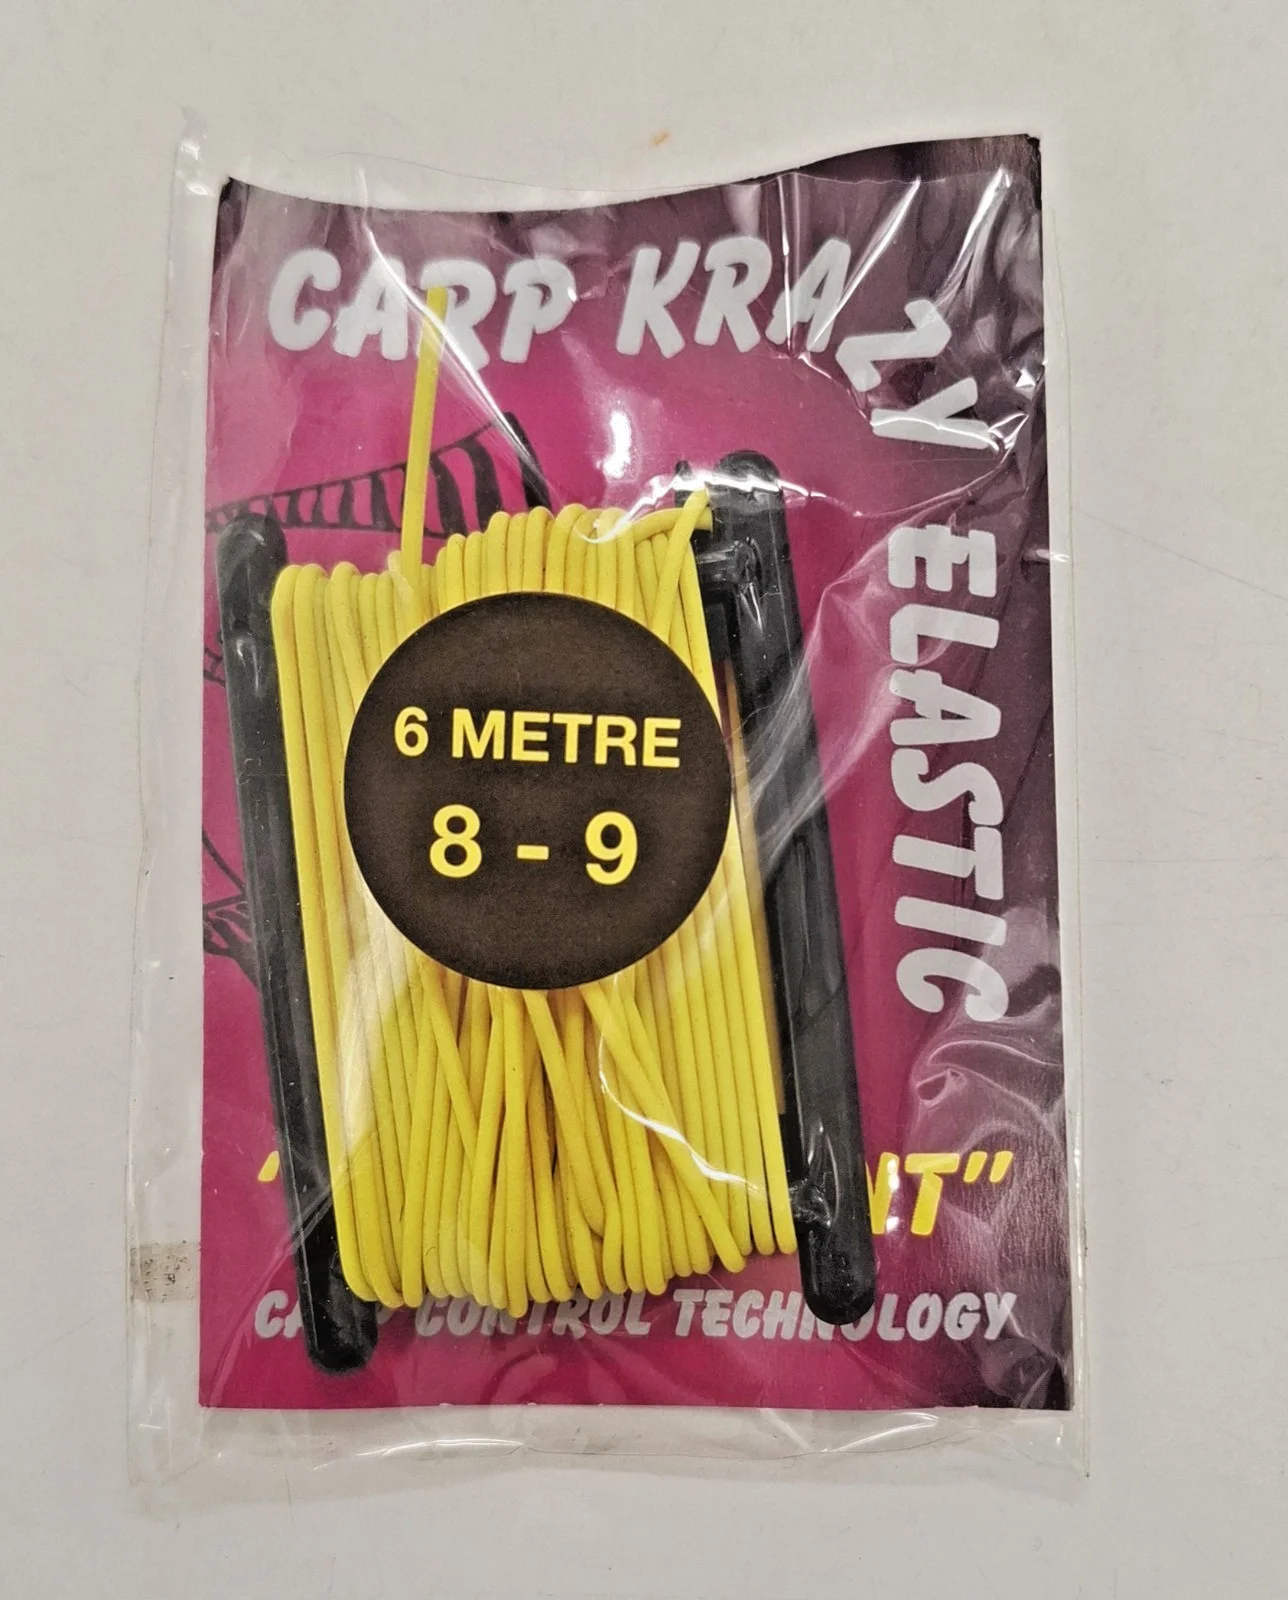 CARP KRAZY
ELASTIC
6 METRE
8 - 9
CONTROL TECHNOLOGY